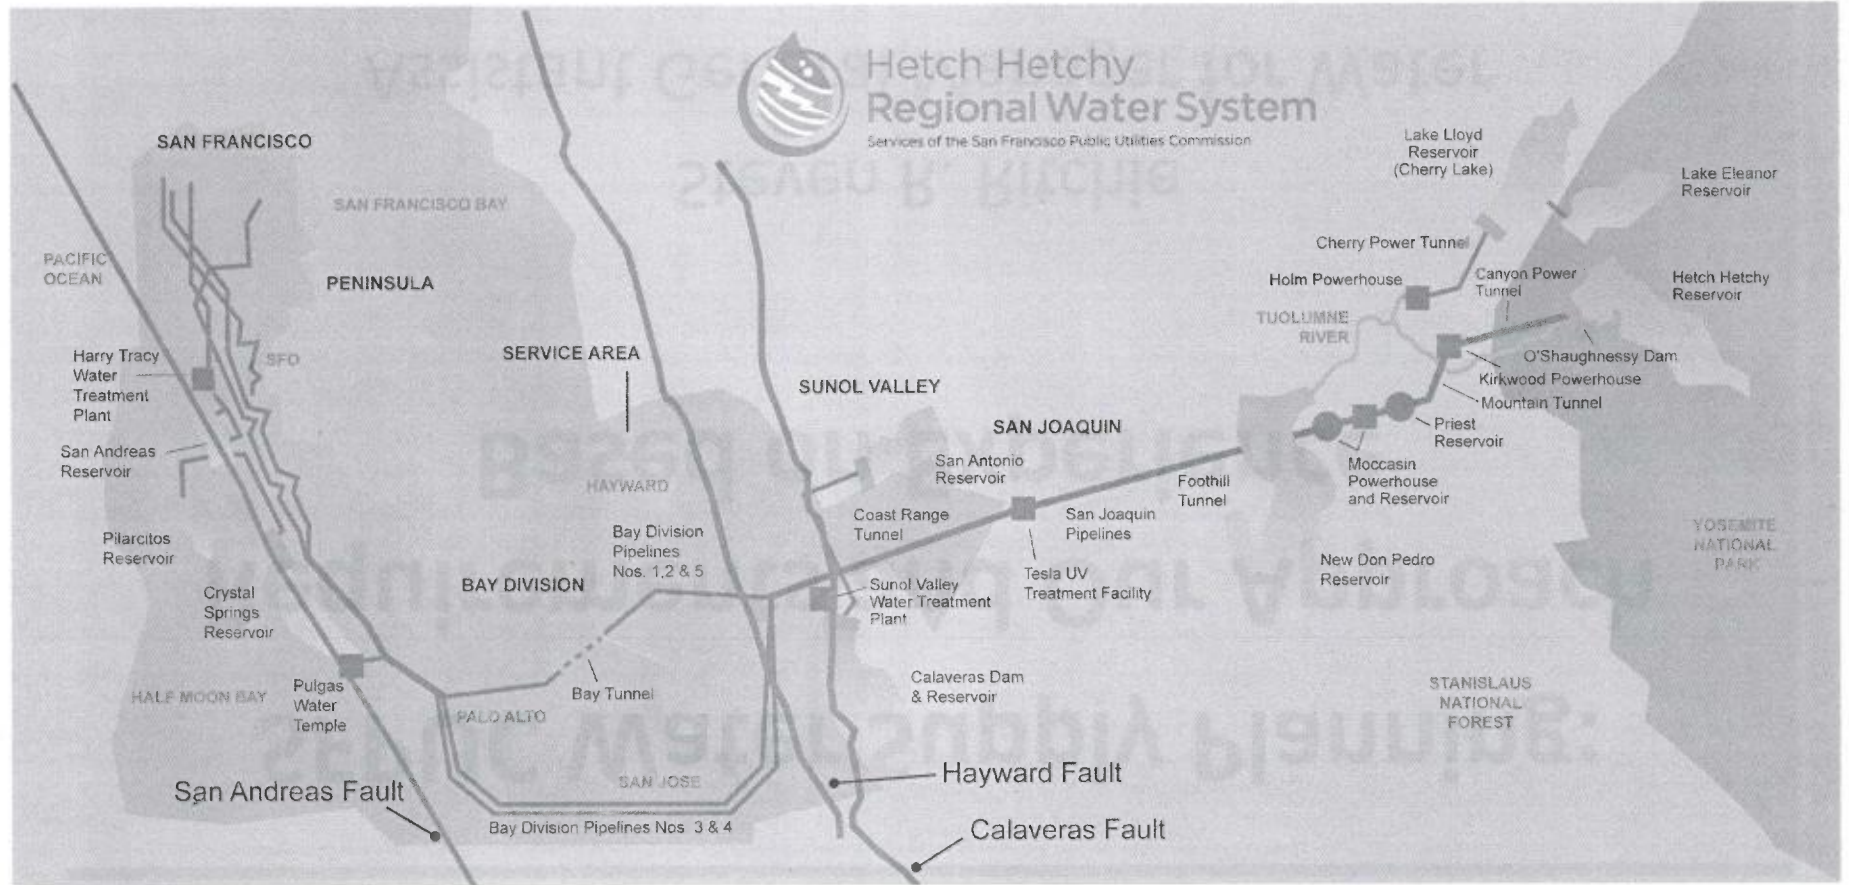 Hetch Hetchy
Regional Water System
Services of the San Francisco Public Utilities Commission
SAN FRANCISCO
SAN FRANCISCO BAY
PACIFIC
OCEAN
PENINSULA
SFO
Harry Tracy
Water
Treatment
Plant
San Andreas
Reservoir
Pilarcitos
Reservoir
Crystal
Springs
Reservoir
HALF MOON BAY
Pulgas
Water
Temple
San Andreas Fault
SERVICE AREA
HAYWARD
Bay Division
Pipelines
Nos. 1,2 & 5
BAY DIVISION
Bay Tunnel
PALO ALTO
SAN JOSE
Bay Division Pipelines Nos 3 & 4
SUNOL VALLEY
SAN JOAQUIN
San Antonio
Reservoir
Coast Range
Tunnel
San Joaquin
Pipelines
Foothill
Tunnel
Tesla UV
Treatment Facility
Sunol Valley
Water Treatment
Plant
Calaveras Dam
& Reservoir
Hayward Fault
Calaveras Fault
Lake Lloyd
Reservoir
(Cherry Lake)
Lake Eleanor
Reservoir
Cherry Power Tunnel
Holm Powerhouse
Canyon Power
Tunnel
Hetch Hetchy
Reservoir
TUOLUMNE
RIVER
O'Shaughnessy Dam
Kirkwood Powerhouse
Mountain Tunnel
Priest
Reservoir
Moccasin
Powerhouse
and Reservoir
New Don Pedro
Reservoir
YOSEMITE
NATIONAL
PARK
STANISLAUS
NATIONAL
FOREST